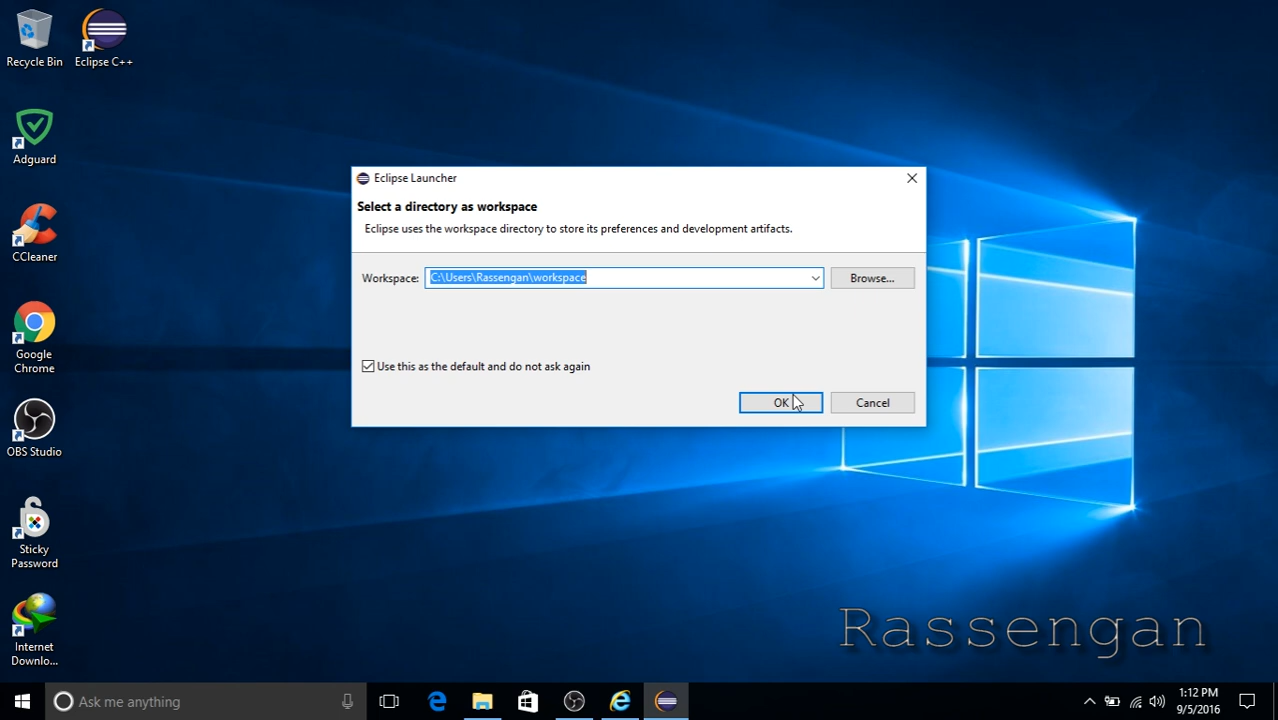 Recycle Bin
Eclipse C++
Adguard
CCleaner
Google
Chrome
OBS Studio
Sticky
Password
Internet
Downlo...
Eclipse Launcher
Select a directory as workspace
Eclipse uses the workspace directory to store its preferences and development artifacts.
Workspace: C:\Users\Rassengan\workspace Browse...
Use this as the default and do not ask again
OK Cancel
Rassengan
Ask me anything
1:12 PM
9/5/2016